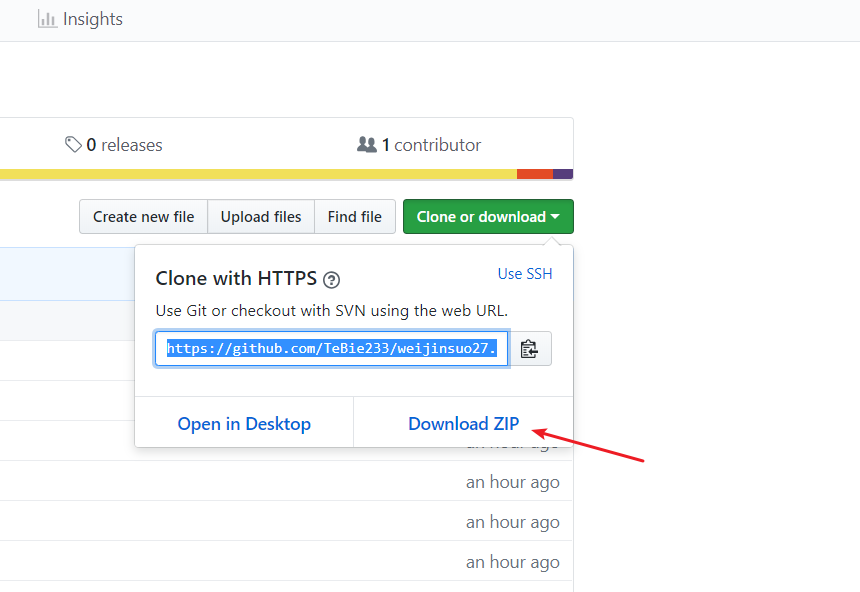 Insights
0 releases
1 contributor
Create new file
Upload files
Find file
Clone or download
Clone with HTTPS
Use SSH
Use Git or checkout with SVN using the web URL.
https://github.com/TeBie233/weijinsuo27.
Open in Desktop
Download ZIP
an hour ago
an hour ago
an hour ago
an hour ago